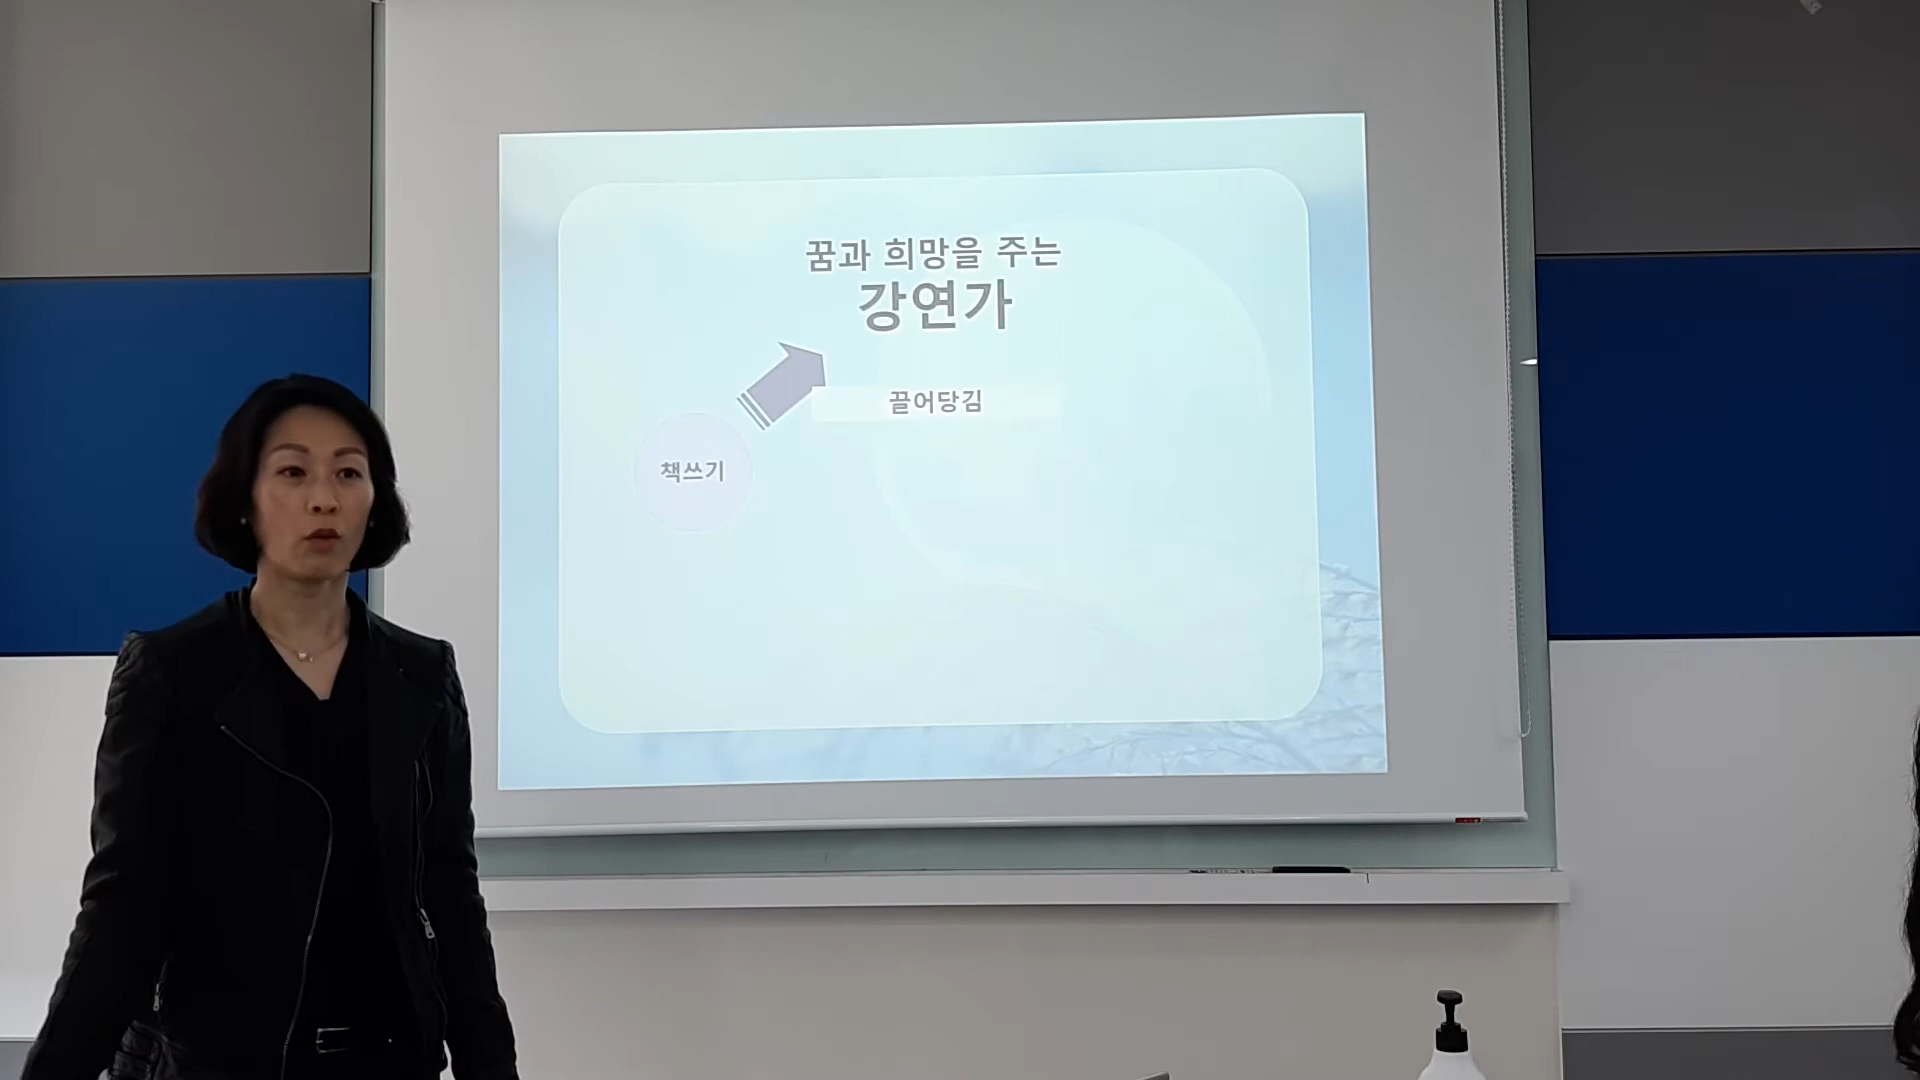 꿈과 희망을 주는
강연가
끌어당김
책쓰기